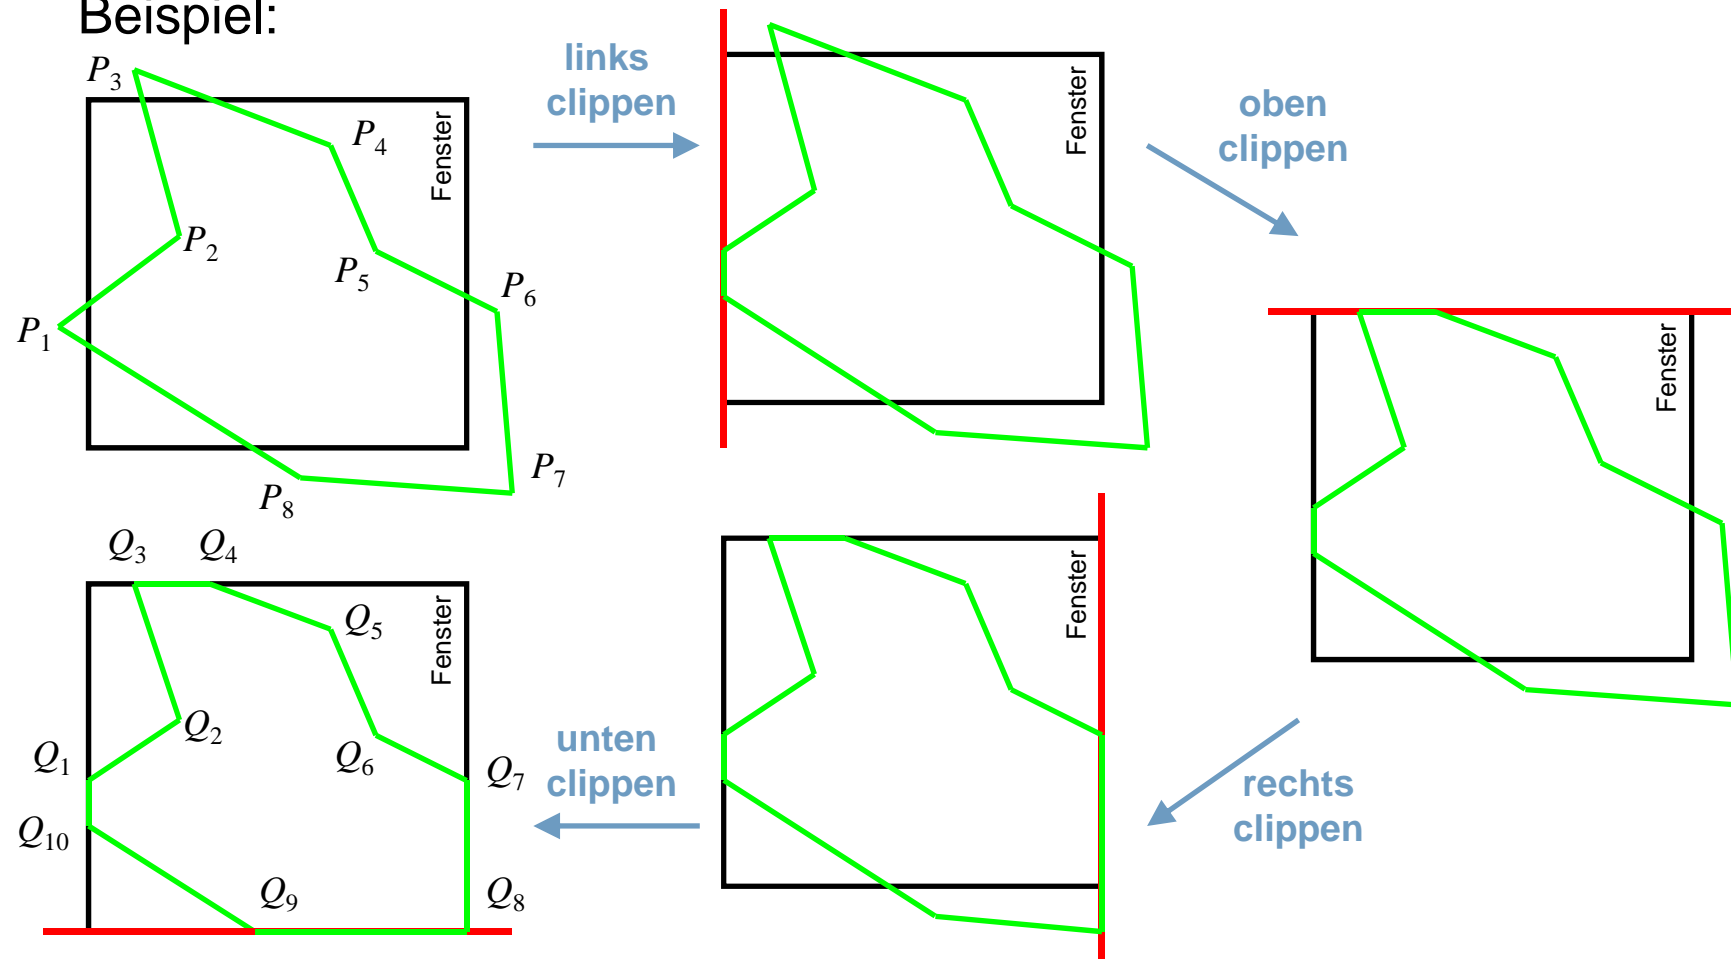 Beispiel:
P3
P4
Fenster
P2
P5
P6
P1
P7
P8
links
clippen
Fenster
oben
clippen
Fenster
rechts
clippen
Fenster
unten
clippen
Q3 Q4
Q5
Fenster
Q2
Q1
Q6
Q7
Q10
Q9
Q8